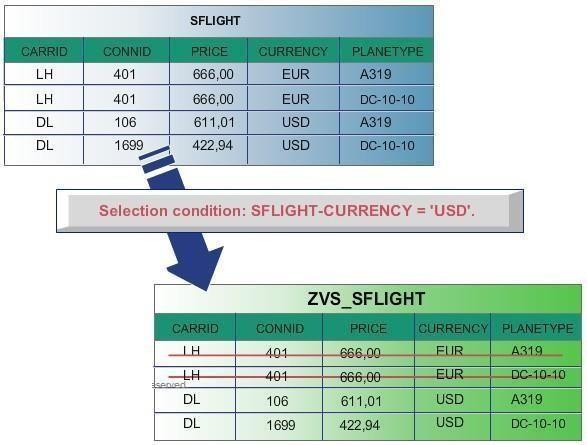 SFLIGHT
CARRID CONNID PRICE CURRENCY PLANETYPE
LH 401 666,00 EUR A319
LH 401 666,00 EUR DC-10-10
DL 106 611,01 USD A319
DL 1699 422,94 USD DC-10-10
Selection condition: SFLIGHT-CURRENCY = 'USD'.
ZVS_SFLIGHT
CARRID CONNID PRICE CURRENCY PLANETYPE
LH 401 666,00 EUR A319
LH 401 666,00 EUR DC-10-10
eserved
DL 106 611,01 USD A319
DL 1699 422,94 USD DC-10-10